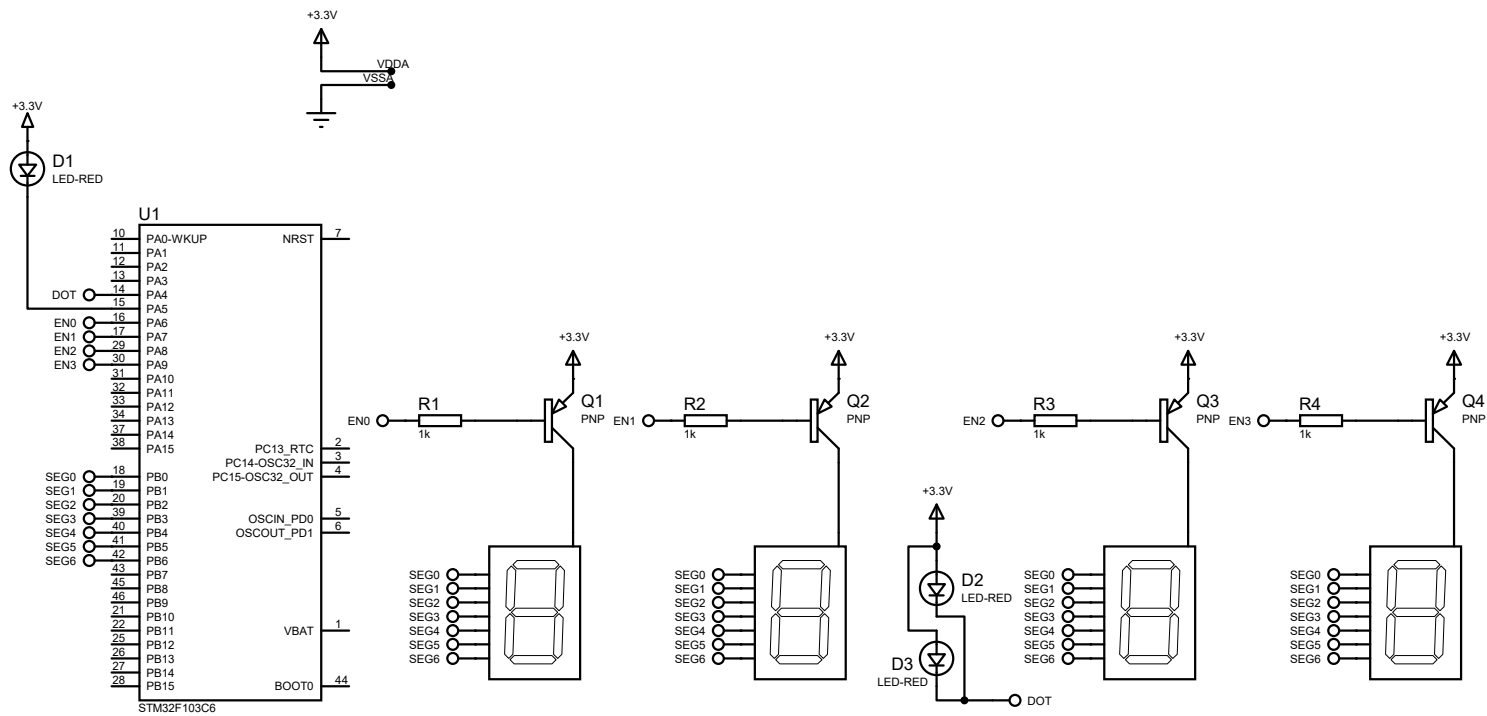 +3.3V
VDDA
VSSA
+3.3V
D1
LED-RED
U1
10 PA0-WKUP NRST 7
11 PA1
12 PA2
13 PA3
DOT 14 PA4
15 PA5
EN0 16 PA6
EN1 17 PA7
EN2 29 PA8
EN3 30 PA9
31 PA10
32 PA11
33 PA12
34 PA13
37 PA14
38 PA15
PC13_RTC 2
PC14-OSC32_IN 3
PC15-OSC32_OUT 4
SEG0 18 PB0
SEG1 19 PB1
SEG2 20 PB2
SEG3 39 PB3
SEG4 40 PB4
SEG5 41 PB5
SEG6 42 PB6
43 PB7
45 PB8
46 PB9
21 PB10
22 PB11
25 PB12
26 PB13
27 PB14
28 PB15
OSCIN_PD0 5
OSCOUT_PD1 6
VBAT 1
BOOT0 44
STM32F103C6
+3.3V
EN0
R1
1k
Q1
PNP
SEG0
SEG1
SEG2
SEG3
SEG4
SEG5
SEG6
+3.3V
EN1
R2
1k
Q2
PNP
SEG0
SEG1
SEG2
SEG3
SEG4
SEG5
SEG6
+3.3V
D2
LED-RED
D3
LED-RED
DOT
+3.3V
EN2
R3
1k
Q3
PNP
SEG0
SEG1
SEG2
SEG3
SEG4
SEG5
SEG6
+3.3V
EN3
R4
1k
Q4
PNP
SEG0
SEG1
SEG2
SEG3
SEG4
SEG5
SEG6